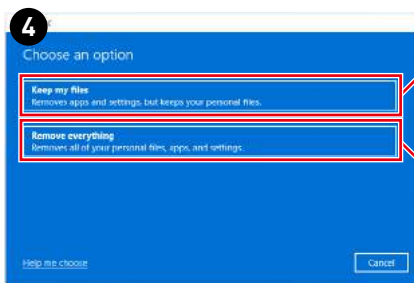 4
Choose an option
Keep my files
Removes apps and settings, but keeps your personal files.
Remove everything
Removes all of your personal files, apps, and settings.
Help me choose
Cancel